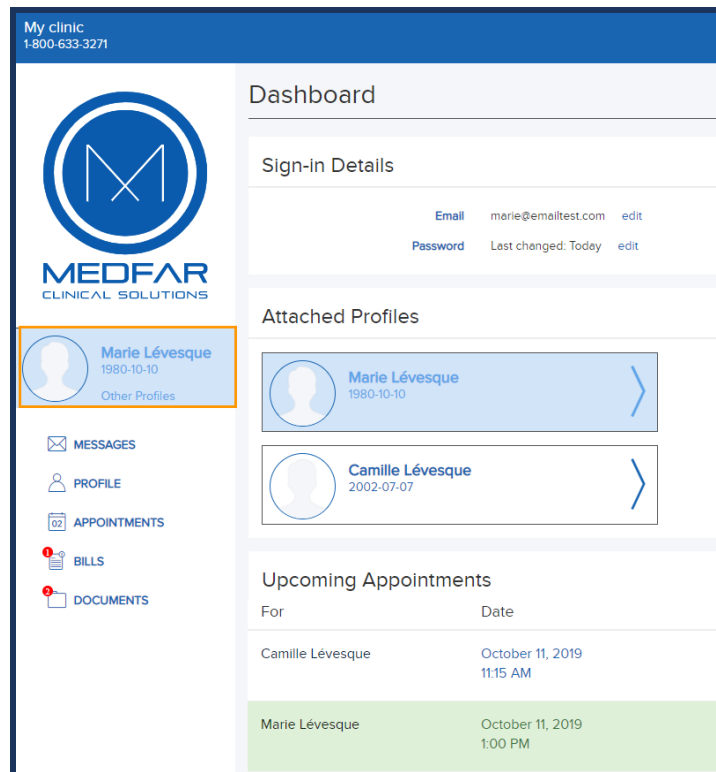 My clinic
1-800-633-3271
MEDFAR
CLINICAL SOLUTIONS
Marie Lévesque
1980-10-10
Other Profiles
MESSAGES
PROFILE
02 APPOINTMENTS
1 BILLS
2 DOCUMENTS
Dashboard
Sign-in Details
Email marie@emailtest.com edit
Password Last changed: Today edit
Attached Profiles
Marie Lévesque
1980-10-10
Camille Lévesque
2002-07-07
Upcoming Appointments
For Date
Camille Lévesque October 11, 2019
11:15 AM
Marie Lévesque October 11, 2019
1:00 PM